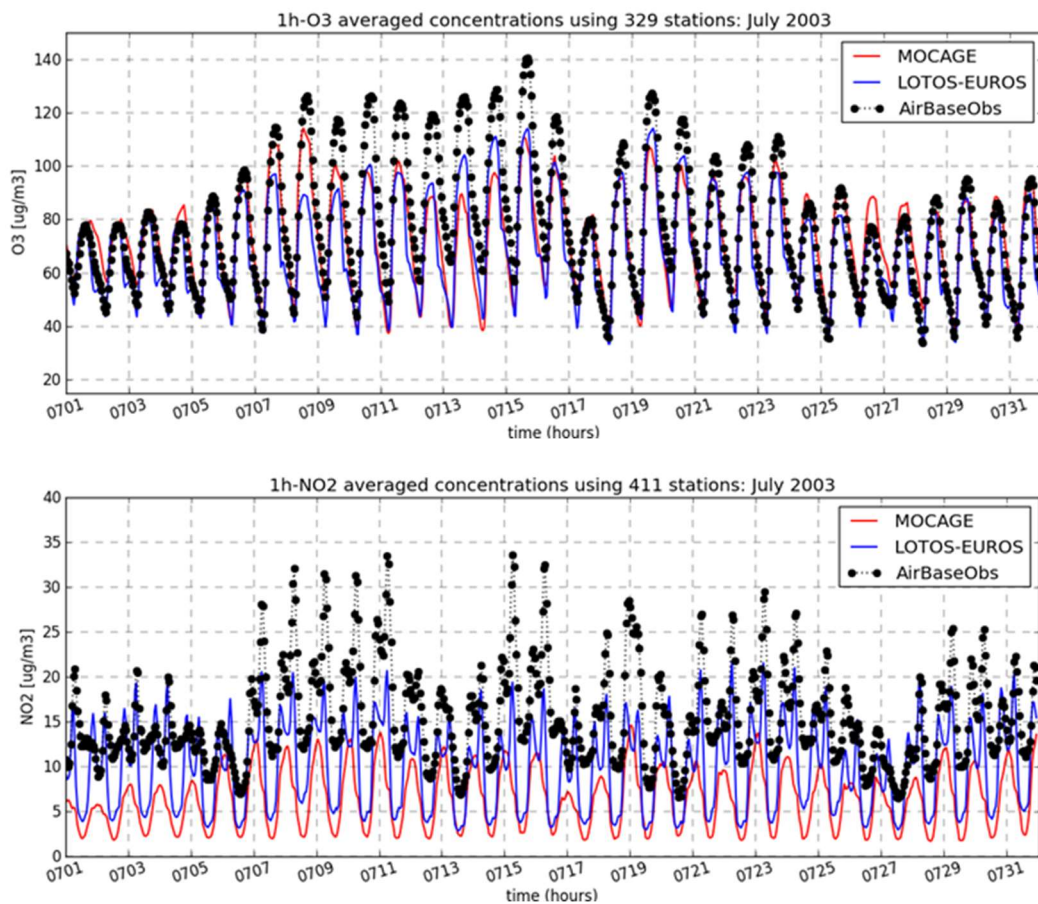 1h-O3 averaged concentrations using 329 stations: July 2003
MOCAGE
LOTOS-EUROS
AirBaseObs
O3 [ug/m3]
140
120
100
80
60
40
20
0701 0703 0705 0707 0709 0711 0713 0715 0717 0719 0721 0723 0725 0727 0729 0731
time (hours)
1h-NO2 averaged concentrations using 411 stations: July 2003
MOCAGE
LOTOS-EUROS
AirBaseObs
NO2 [ug/m3]
40
35
30
25
20
15
10
5
0
0701 0703 0705 0707 0709 0711 0713 0715 0717 0719 0721 0723 0725 0727 0729 0731
time (hours)